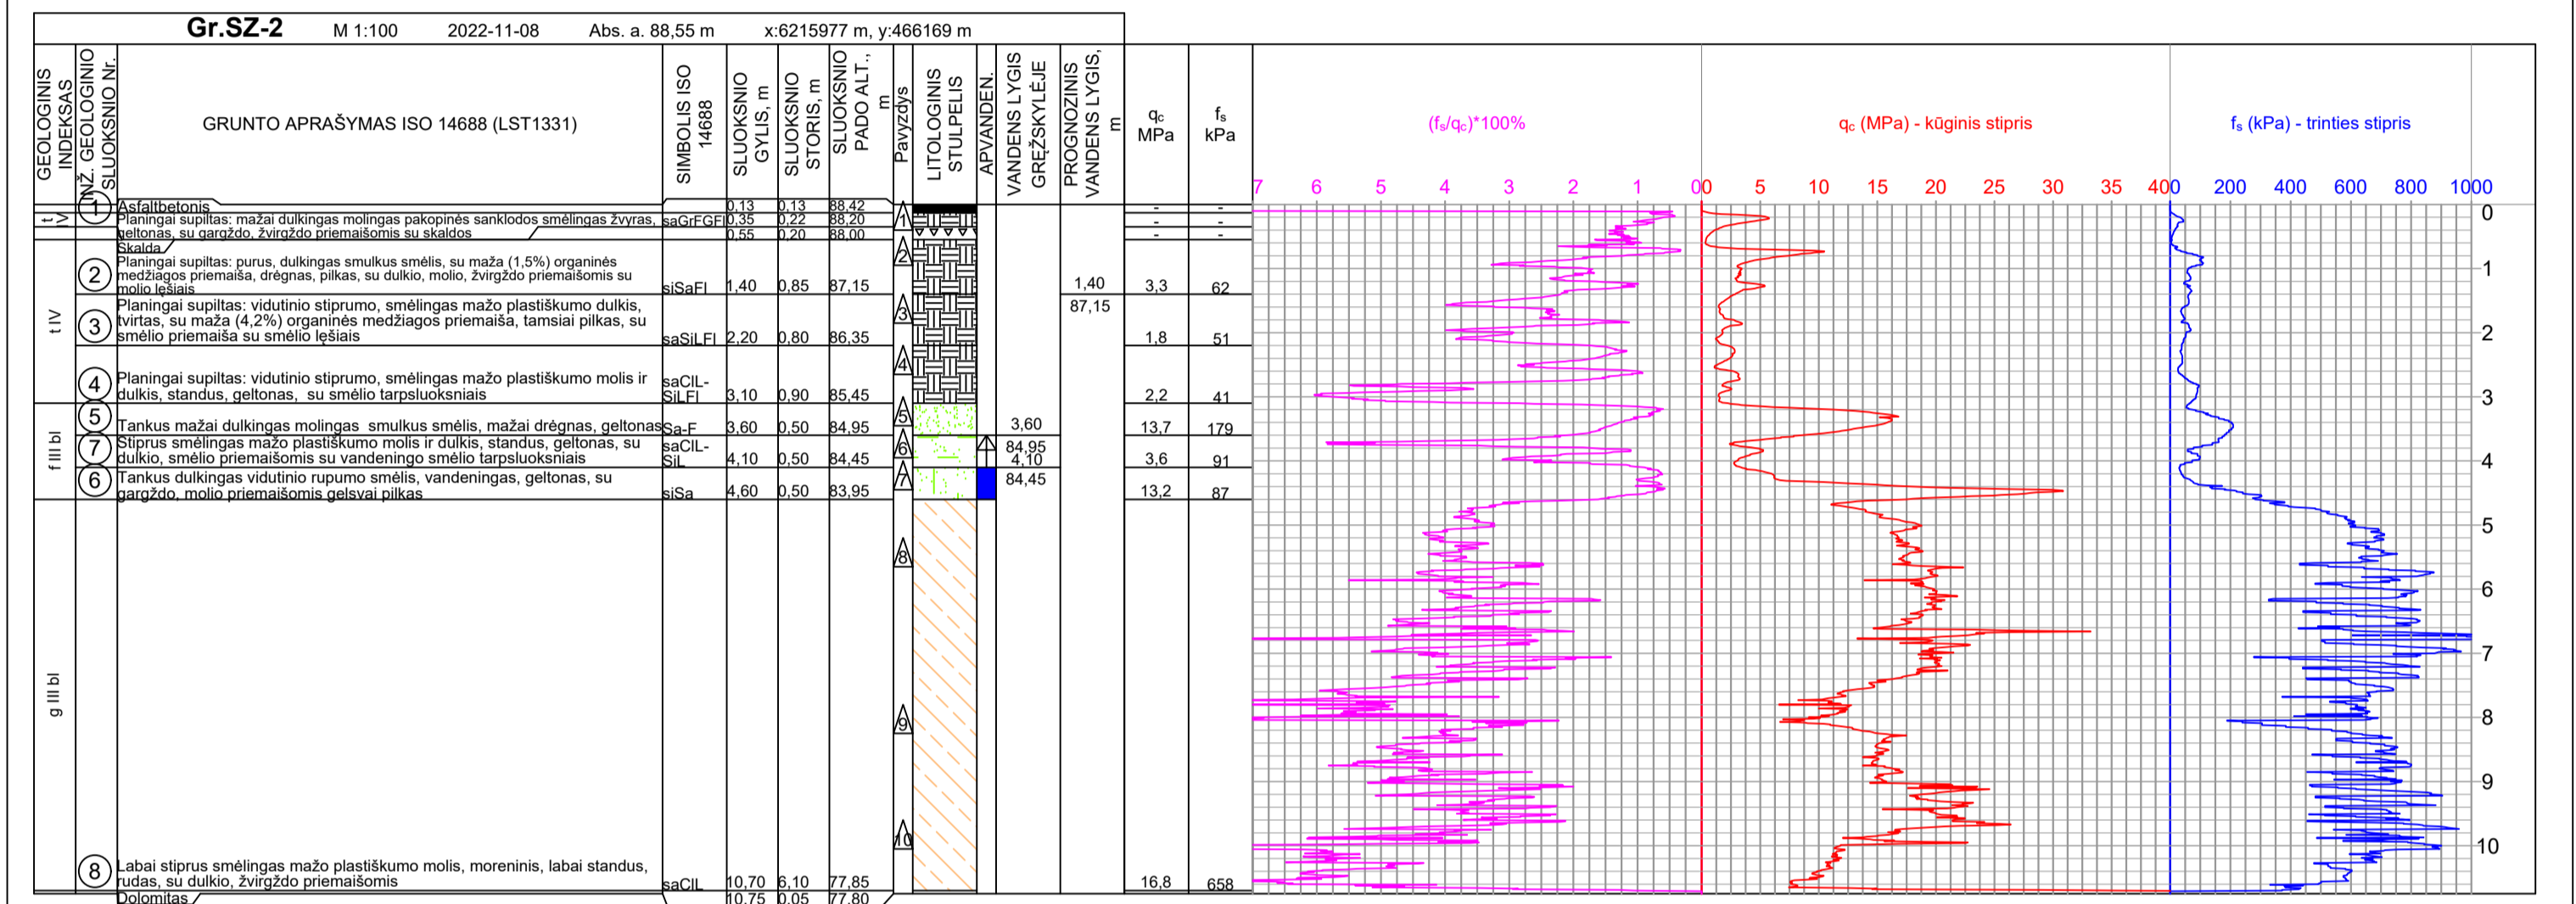 Gr.SZ-2 M 1:100 2022-11-08 Abs. a. 88,55 m x:6215977 m, y:466169 m
GEOLOGINIS
INDEKSAS
INŽ. GEOLOGINIO
SLUOKSNIO Nr.
GRUNTO APRAŠYMAS ISO 14688 (LST1331)
SIMBOLIS ISO
14688
SLUOKSNIO
GYLIS, m
SLUOKSNIO
STORIS, m
SLUOKSNIO
PADO ALT.,
m
Pavyzdys
LITOLOGINIS
STULPELIS
APVANDEN.
VANDENS LYGIS
GRĘŽSKYLĖJE
PROGNOZINIS
VANDENS LYGIS,
m
qc
MPa
fs
kPa
(fs/qc)*100%
qc (MPa) - kūginis stipris
fs (kPa) - trinties stipris
7 6 5 4 3 2 1 0
0 5 10 15 20 25 30 35 40
0 200 400 600 800 1000
t IV
1
Asfaltbetonis 0,13 0,13 88,42 - -
Planingai supiltas: mažai dulkingas molingas pakopinės sanklodos smėlingas žvyras, saGrFGFl 0,35 0,22 88,20 1 - -
geltonas, su gargždo, žvirgždo priemaišomis su skaldos
0,55 0,20 88,00 - -
Skalda
t IV
2
Planingai supiltas: purus, dulkingas smulkus smėlis, su maža (1,5%) organinės
medžiagos priemaiša, drėgnas, pilkas, su dulkio, molio, žvirgždo priemaišomis su
molio lęšiais siSaFl 1,40 0,85 87,15 2 1,40 3,3 62
87,15
3
Planingai supiltas: vidutinio stiprumo, smėlingas mažo plastiškumo dulkis,
tvirtas, su maža (4,2%) organinės medžiagos priemaiša, tamsiai pilkas, su
smėlio priemaiša su smėlio lęšiais saSiLFl 2,20 0,80 86,35 3 1,8 51
4
Planingai supiltas: vidutinio stiprumo, smėlingas mažo plastiškumo molis ir saClL-
dulkis, standus, geltonas, su smėlio tarpsluoksniais SiLFl 3,10 0,90 85,45 4 2,2 41
f III bl
5
Tankus mažai dulkingas molingas smulkus smėlis, mažai drėgnas, geltonas Sa-F 3,60 0,50 84,95 5 3,60 13,7 179
84,95
7
Stiprus smėlingas mažo plastiškumo molis ir dulkis, standus, geltonas, su saClL-
dulkio, smėlio priemaišomis su vandeningo smėlio tarpsluoksniais SiL 4,10 0,50 84,45 6 4,10 3,6 91
84,45
6
Tankus dulkingas vidutinio rupumo smėlis, vandeningas, geltonas, su
gargždo, molio priemaišomis gelsvai pilkas siSa 4,60 0,50 83,95 7 13,2 87
g III bl
8
9
10
8
Labai stiprus smėlingas mažo plastiškumo molis, moreninis, labai standus,
rudas, su dulkio, žvirgždo priemaišomis saClL 10,70 6,10 77,85 16,8 658
Dolomitas 10,75 0,05 77,80
0
1
2
3
4
5
6
7
8
9
10